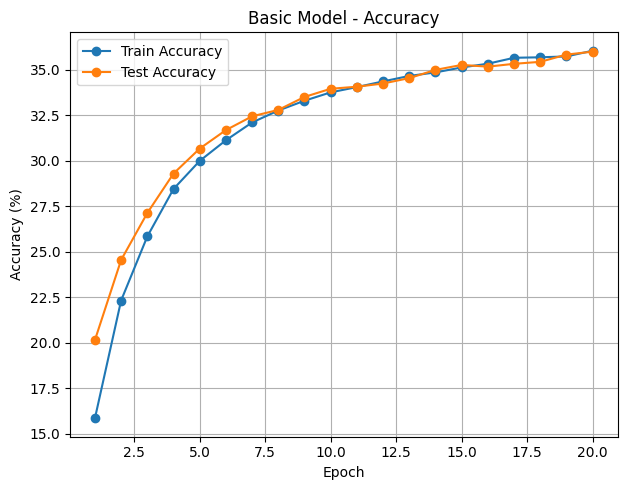 Basic Model - Accuracy
Train Accuracy
Test Accuracy
Accuracy (%)
35.0
32.5
30.0
27.5
25.0
22.5
20.0
17.5
15.0
2.5 5.0 7.5 10.0 12.5 15.0 17.5 20.0
Epoch